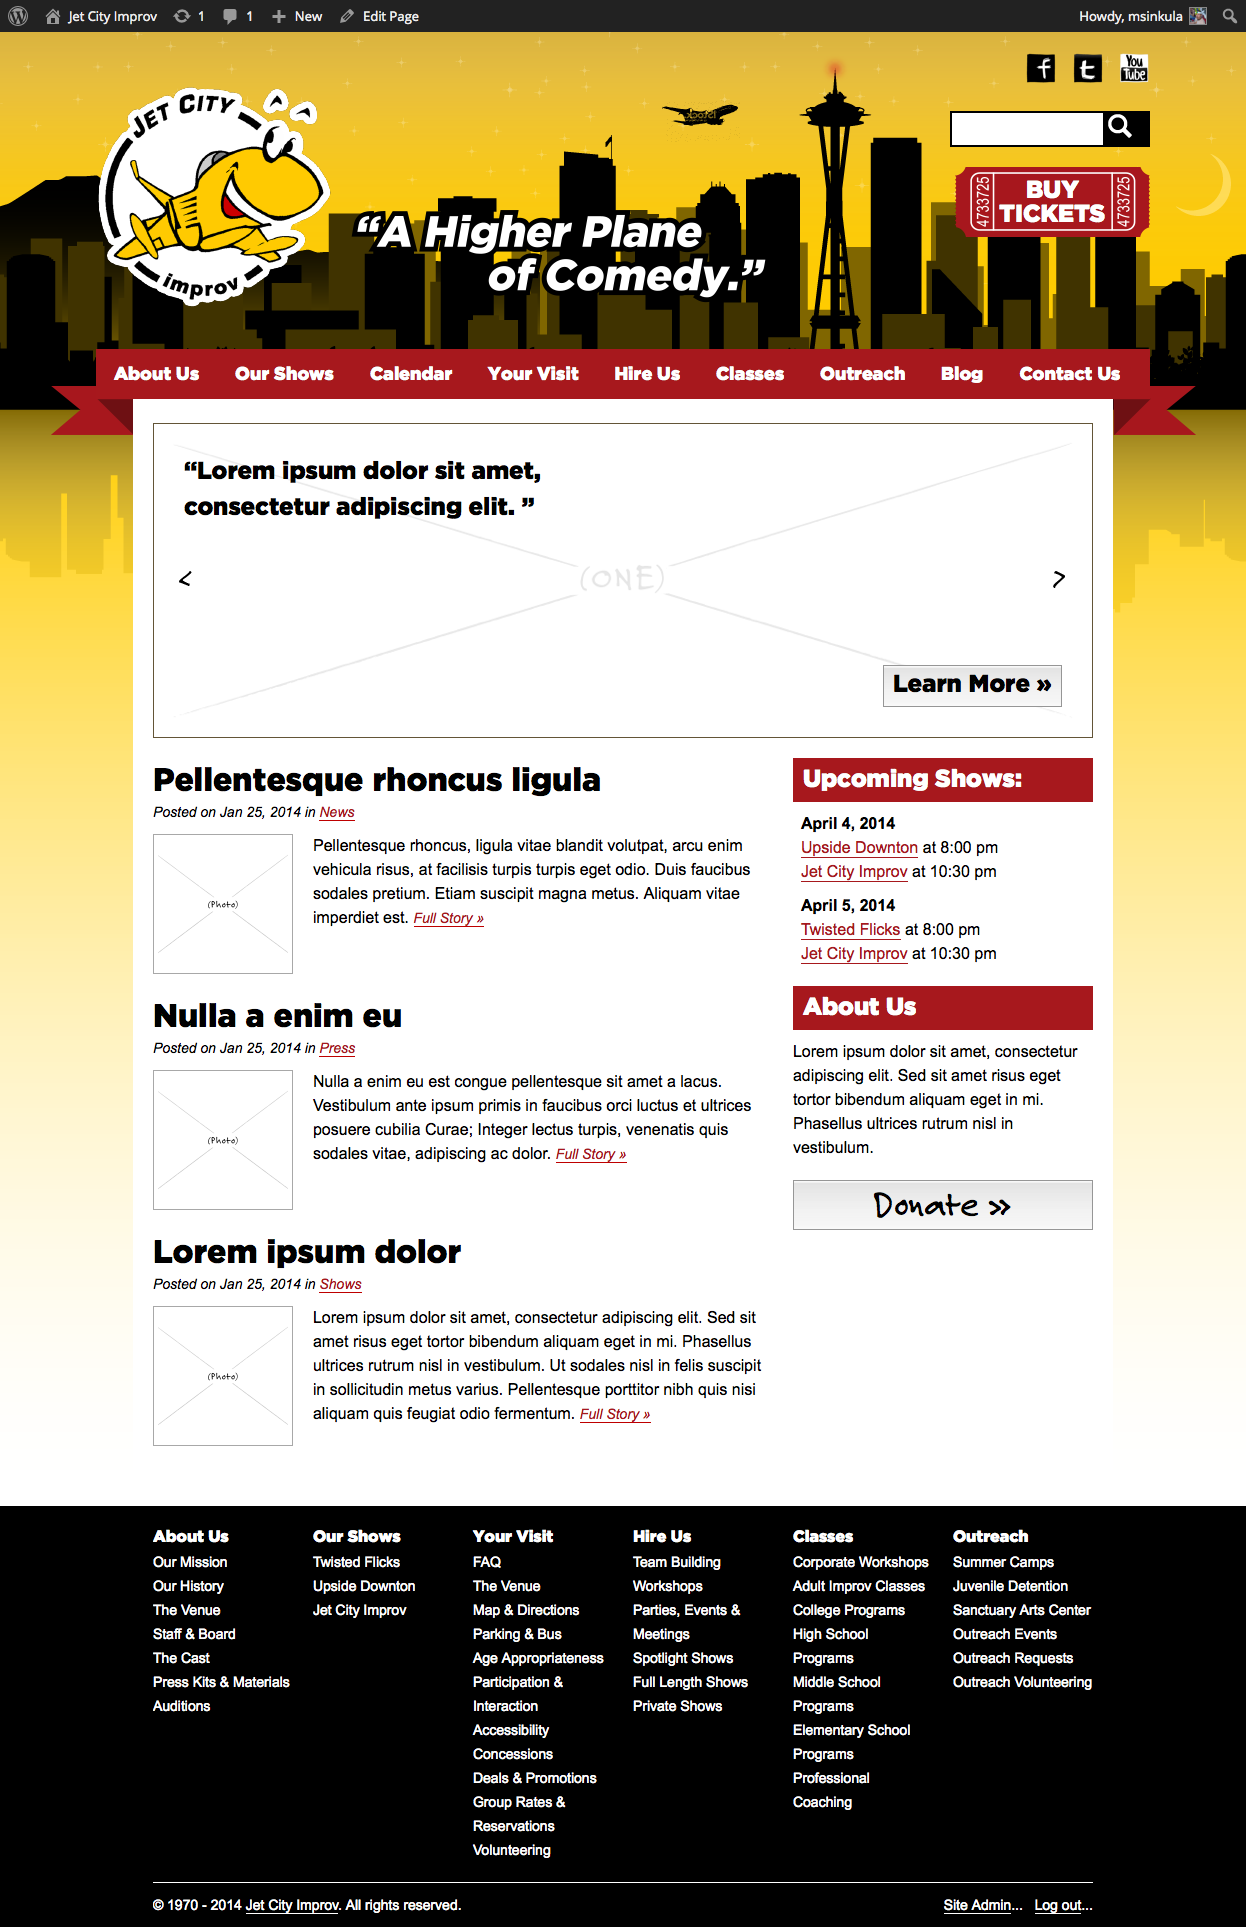 Jet City Improv 1 1 New Edit Page Howdy, msinkula
f t You Tube
JET CITY
improv
BUY
TICKETS
4733725
4733725
“A Higher Plane
of Comedy.”
About Us Our Shows Calendar Your Visit Hire Us Classes Outreach Blog Contact Us
“Lorem ipsum dolor sit amet,
consectetur adipiscing elit. ”
< (ONE) >
Learn More »
Pellentesque rhoncus ligula
Posted on Jan 25, 2014 in News
(Photo)
Pellentesque rhoncus, ligula vitae blandit volutpat, arcu enim
vehicula risus, at facilisis turpis turpis eget odio. Duis faucibus
sodales pretium. Etiam suscipit magna metus. Aliquam vitae
imperdiet est. Full Story »
Nulla a enim eu
Posted on Jan 25, 2014 in Press
(Photo)
Nulla a enim eu est congue pellentesque sit amet a lacus.
Vestibulum ante ipsum primis in faucibus orci luctus et ultrices
posuere cubilia Curae; Integer lectus turpis, venenatis quis
sodales vitae, adipiscing ac dolor. Full Story »
Lorem ipsum dolor
Posted on Jan 25, 2014 in Shows
(Photo)
Lorem ipsum dolor sit amet, consectetur adipiscing elit. Sed sit
amet risus eget tortor bibendum aliquam eget in mi. Phasellus
ultrices rutrum nisl in vestibulum. Ut sodales nisl in felis suscipit
in sollicitudin metus varius. Pellentesque porttitor nibh quis nisi
aliquam quis feugiat odio fermentum. Full Story »
Upcoming Shows:
April 4, 2014
Upside Downton at 8:00 pm
Jet City Improv at 10:30 pm
April 5, 2014
Twisted Flicks at 8:00 pm
Jet City Improv at 10:30 pm
About Us
Lorem ipsum dolor sit amet, consectetur
adipiscing elit. Sed sit amet risus eget
tortor bibendum aliquam eget in mi.
Phasellus ultrices rutrum nisl in
vestibulum.
Donate »
About Us
Our Mission
Our History
The Venue
Staff & Board
The Cast
Press Kits & Materials
Auditions
Our Shows
Twisted Flicks
Upside Downton
Jet City Improv
Your Visit
FAQ
The Venue
Map & Directions
Parking & Bus
Age Appropriateness
Participation &
Interaction
Accessibility
Concessions
Deals & Promotions
Group Rates &
Reservations
Volunteering
Hire Us
Team Building
Workshops
Parties, Events &
Meetings
Spotlight Shows
Full Length Shows
Private Shows
Classes
Corporate Workshops
Adult Improv Classes
College Programs
High School
Programs
Middle School
Programs
Elementary School
Programs
Professional
Coaching
Outreach
Summer Camps
Juvenile Detention
Sanctuary Arts Center
Outreach Events
Outreach Requests
Outreach Volunteering
© 1970 - 2014 Jet City Improv. All rights reserved. Site Admin... Log out...